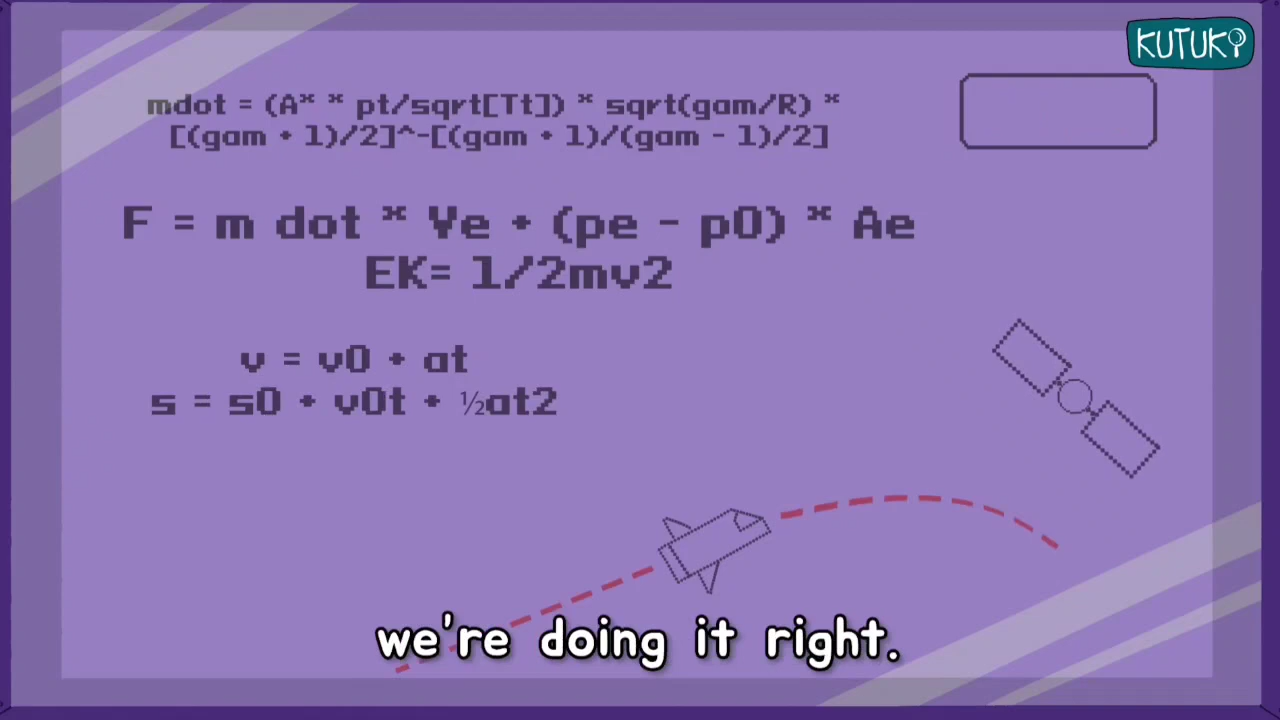 KUTUKI
mdot = (A* * pt/sqrt[Tt]) * sqrt(gam/R) *
[(gam + 1)/2]^-[(gam + 1)/(gam - 1)/2]
F = m dot * Ve + (pe - p0) * Ae
EK= 1/2mv2
v = v0 + at
s = s0 + v0t + ½at2
we're doing it right.